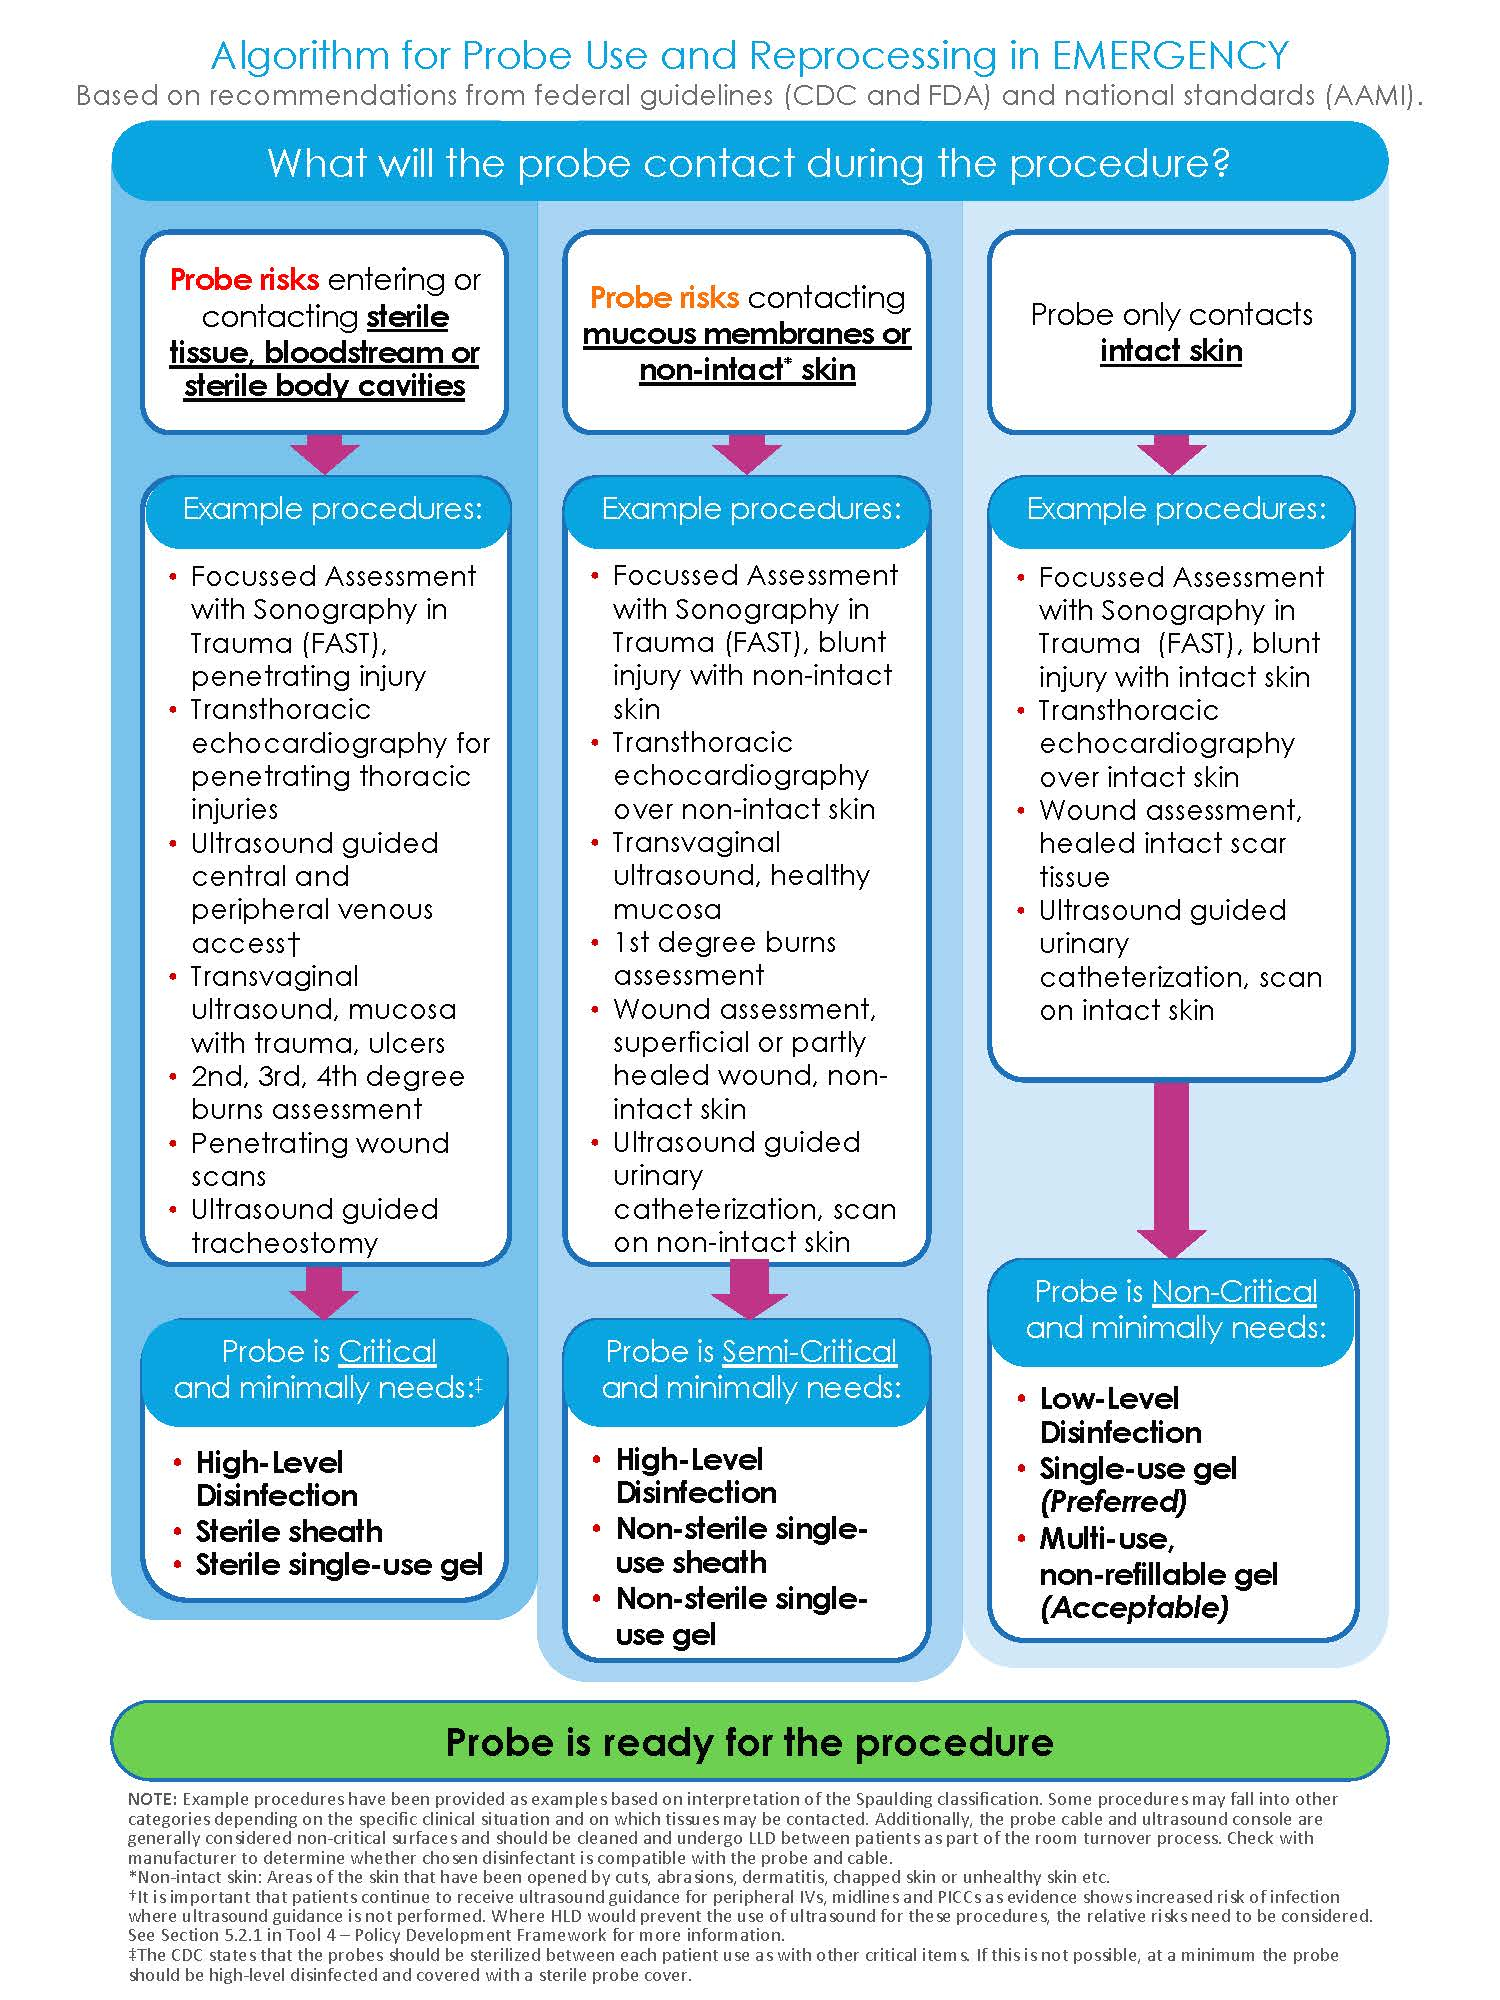 Algorithm for Probe Use and Reprocessing in EMERGENCY
Based on recommendations from federal guidelines (CDC and FDA) and national standards (AAMI).
What will the probe contact during the procedure?
Probe risks entering or
contacting sterile
tissue, bloodstream or
sterile body cavities
Example procedures:
• Focussed Assessment
with Sonography in
Trauma (FAST),
penetrating injury
• Transthoracic
echocardiography for
penetrating thoracic
injuries
• Ultrasound guided
central and
peripheral venous
access†
• Transvaginal
ultrasound, mucosa
with trauma, ulcers
• 2nd, 3rd, 4th degree
burns assessment
• Penetrating wound
scans
• Ultrasound guided
tracheostomy
Probe is Critical
and minimally needs:‡
• High-Level
Disinfection
• Sterile sheath
• Sterile single-use gel
Probe risks contacting
mucous membranes or
non-intact* skin
Example procedures:
• Focussed Assessment
with Sonography in
Trauma (FAST), blunt
injury with non-intact
skin
• Transthoracic
echocardiography
over non-intact skin
• Transvaginal
ultrasound, healthy
mucosa
• 1st degree burns
assessment
• Wound assessment,
superficial or partly
healed wound, non-
intact skin
• Ultrasound guided
urinary
catheterization, scan
on non-intact skin
Probe is Semi-Critical
and minimally needs:
• High-Level
Disinfection
• Non-sterile single-
use sheath
• Non-sterile single-
use gel
Probe only contacts
intact skin
Example procedures:
• Focussed Assessment
with Sonography in
Trauma (FAST), blunt
injury with intact skin
• Transthoracic
echocardiography
over intact skin
• Wound assessment,
healed intact scar
tissue
• Ultrasound guided
urinary
catheterization, scan
on intact skin
Probe is Non-Critical
and minimally needs:
• Low-Level
Disinfection
• Single-use gel
(Preferred)
• Multi-use,
non-refillable gel
(Acceptable)
Probe is ready for the procedure
NOTE: Example procedures have been provided as examples based on interpretation of the Spaulding classification. Some procedures may fall into other
categories depending on the specific clinical situation and on which tissues may be contacted. Additionally, the probe cable and ultrasound console are
generally considered non-critical surfaces and should be cleaned and undergo LLD between patients as part of the room turnover process. Check with
manufacturer to determine whether chosen disinfectant is compatible with the probe and cable.
*Non-intact skin: Areas of the skin that have been opened by cuts, abrasions, dermatitis, chapped skin or unhealthy skin etc.
†It is important that patients continue to receive ultrasound guidance for peripheral IVs, midlines and PICCs as evidence shows increased risk of infection
where ultrasound guidance is not performed. Where HLD would prevent the use of ultrasound for these procedures, the relative risks need to be considered.
See Section 5.2.1 in Tool 4 – Policy Development Framework for more information.
‡The CDC states that the probes should be sterilized between each patient use as with other critical items. If this is not possible, at a minimum the probe
should be high-level disinfected and covered with a sterile probe cover.